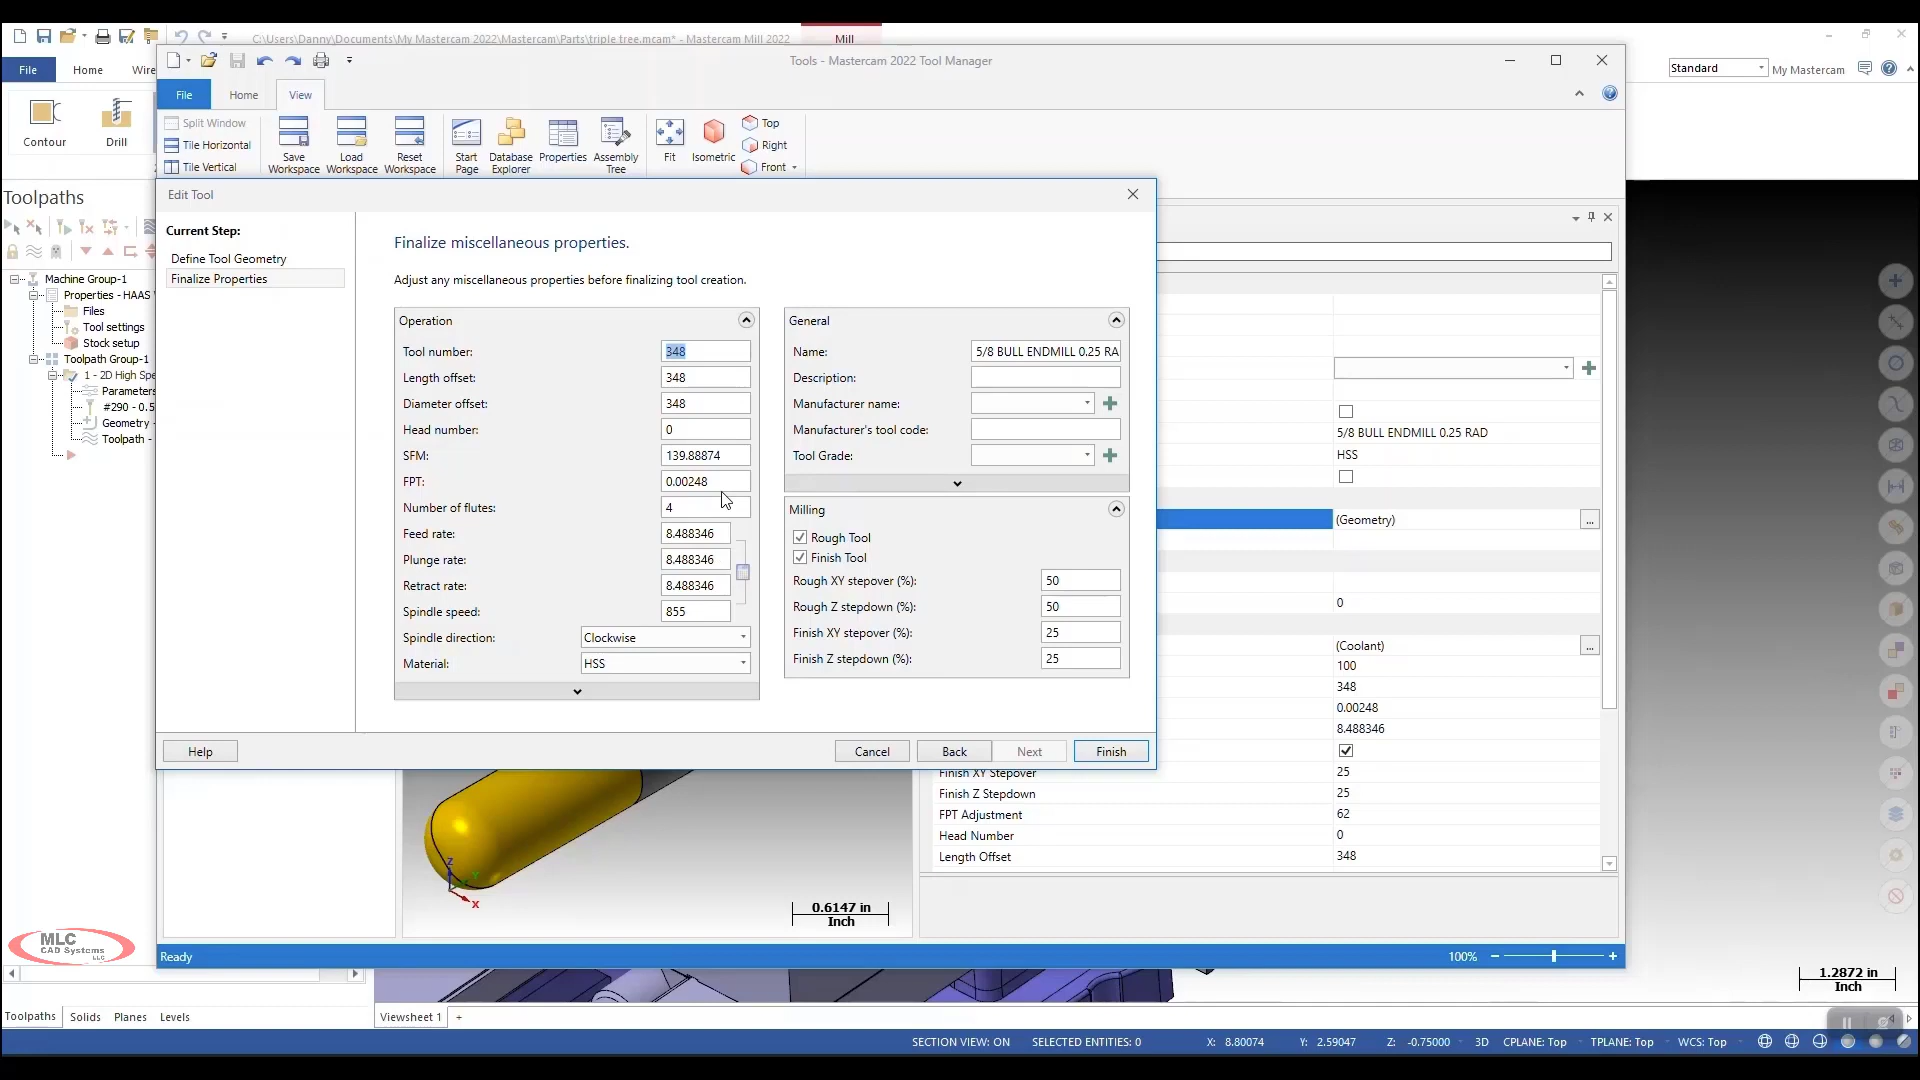 C:\Users\Danny\Documents\My Mastercam 2022\Mastercam\Parts\triple tree.mcam* - Mastercam Mill 2022
Mill
Tools - Mastercam 2022 Tool Manager
File
Home
Wire
Standard
My Mastercam
File
Home
View
Contour
Drill
Split Window
Tile Horizontal
Tile Vertical
Save Workspace
Load Workspace
Reset Workspace
Start Page
Database Explorer
Properties
Assembly Tree
Fit
Isometric
Top
Right
Front
Toolpaths
Machine Group-1
Properties - HAAS
Files
Tool settings
Stock setup
Toolpath Group-1
1 - 2D High Spe
Parameters
#290 - 0.5
Geometry -
Toolpath -
Edit Tool
Current Step:
Define Tool Geometry
Finalize Properties
Finalize miscellaneous properties.
Adjust any miscellaneous properties before finalizing tool creation.
Operation
Tool number: 348
Length offset: 348
Diameter offset: 348
Head number: 0
SFM: 139.88874
FPT: 0.00248
Number of flutes: 4
Feed rate: 8.488346
Plunge rate: 8.488346
Retract rate: 8.488346
Spindle speed: 855
Spindle direction: Clockwise
Material: HSS
General
Name: 5/8 BULL ENDMILL 0.25 RA
Description:
Manufacturer name:
Manufacturer's tool code:
Tool Grade:
Milling
Rough Tool
Finish Tool
Rough XY stepover (%): 50
Rough Z stepdown (%): 50
Finish XY stepover (%): 25
Finish Z stepdown (%): 25
Help
Cancel
Back
Next
Finish
5/8 BULL ENDMILL 0.25 RAD
HSS
(Geometry)
...
0
(Coolant)
...
100
348
0.00248
8.488346
Finish XY Stepover 25
Finish Z Stepdown 25
FPT Adjustment 62
Head Number 0
Length Offset 348
Z
Y
X
0.6147 in
Inch
MLC
CAD Systems
LLC
Ready
100%
1.2872 in
Inch
Toolpaths
Solids
Planes
Levels
Viewsheet 1
+
SECTION VIEW: ON
SELECTED ENTITIES: 0
X: 8.80074
Y: 2.59047
Z: -0.75000
3D
CPLANE: Top
TPLANE: Top
WCS: Top